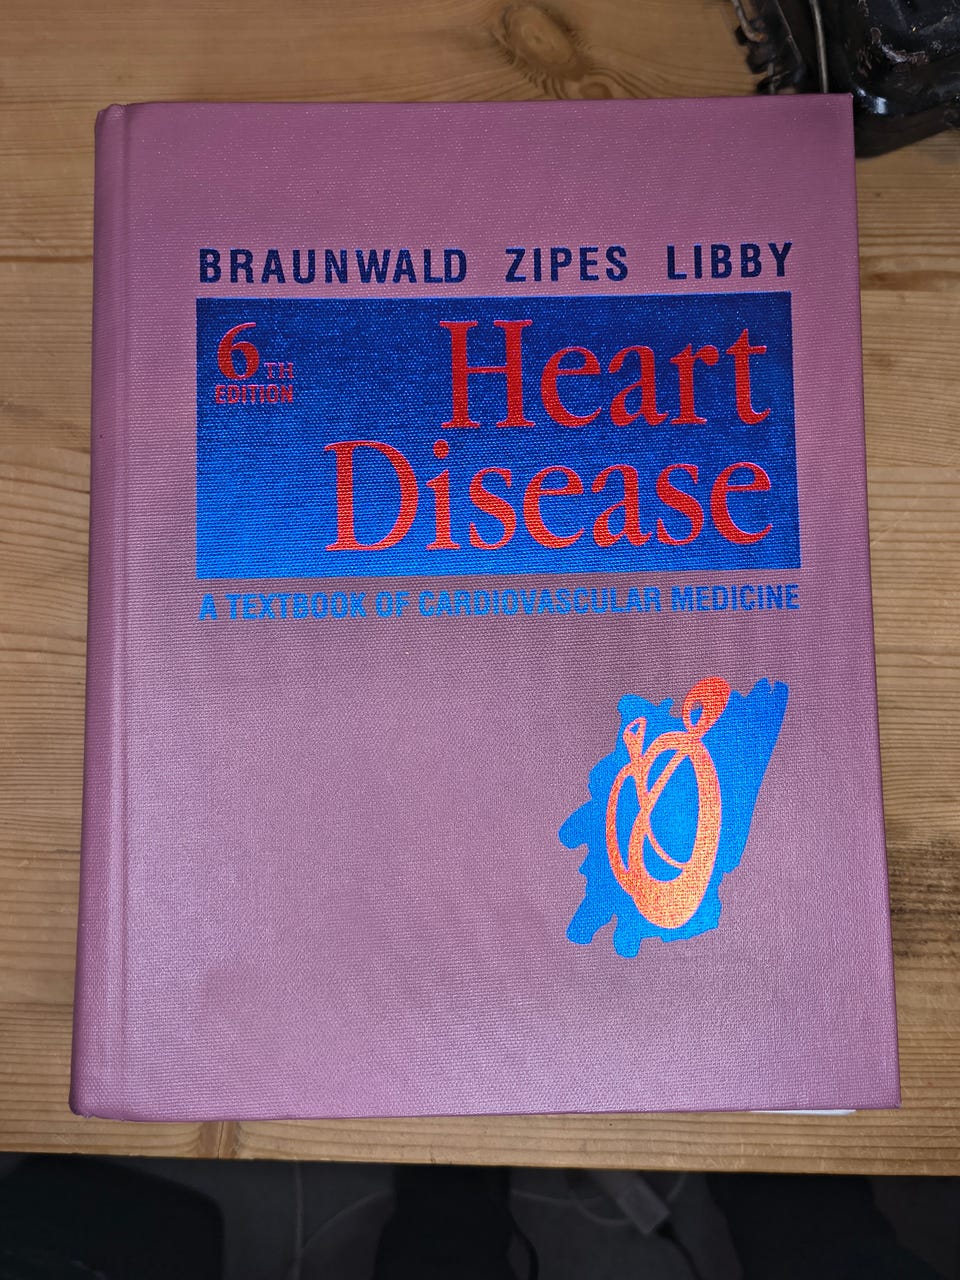 BRAUNWALD ZIPES LIBBY
6TH
EDITION
Heart
Disease
A TEXTBOOK OF CARDIOVASCULAR MEDICINE